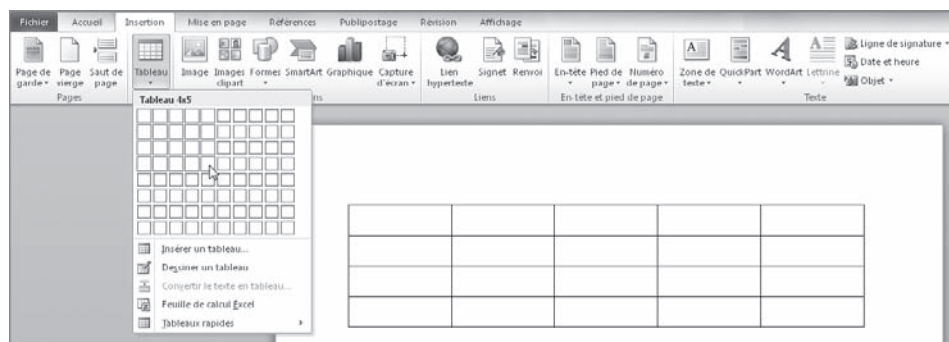 Fichier Accueil Insertion Mise en page Références Publipostage Révision Affichage
Page de garde Page vierge Saut de page
Pages
Tableau
Image Images clipart Formes SmartArt Graphique Capture d'écran
ns
Lien hypertexte Signet Renvoi
Liens
En-tête Pied de page Numéro de page
En-tête et pied de page
Zone de texte QuickPart WordArt Lettrine
Ligne de signature
Date et heure
Objet
Texte
Tableau 4x5
Insérer un tableau...
Dessiner un tableau
Convertir le texte en tableau...
Feuille de calcul Excel
Tableaux rapides